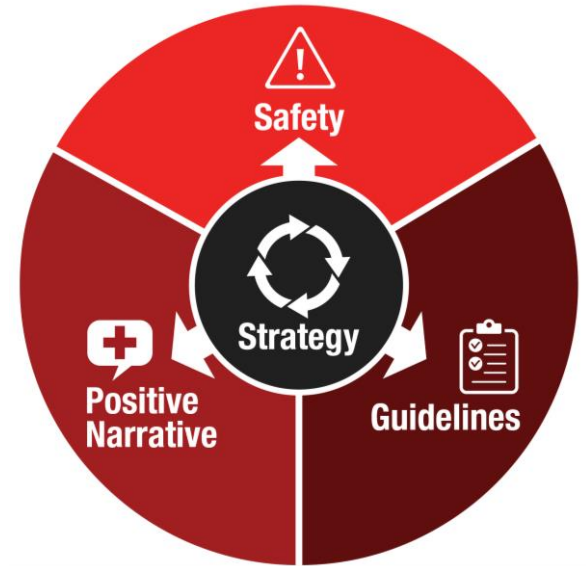 Safety
Strategy
Positive
Narrative
Guidelines